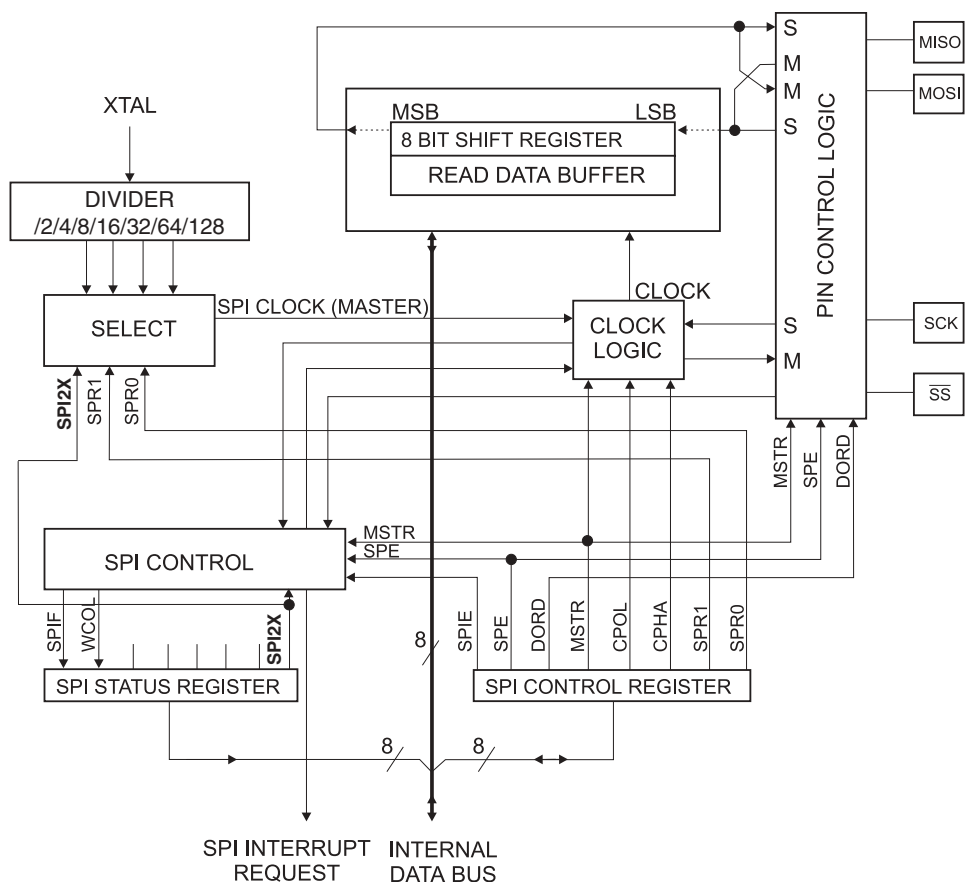 S
MISO
M
M
MOSI
MSB
LSB
S
XTAL
8 BIT SHIFT REGISTER
READ DATA BUFFER
DIVIDER
/2/4/8/16/32/64/128
PIN CONTROL LOGIC
SPI CLOCK (MASTER)
CLOCK
SELECT
CLOCK
LOGIC
S
SCK
M
SPI2X
SPR1
SPR0
SS
MSTR
SPE
DORD
MSTR
SPE
SPI CONTROL
SPIF
WCOL
SPI2X
8
SPIE
SPE
DORD
MSTR
CPOL
CPHA
SPR1
SPR0
SPI STATUS REGISTER
SPI CONTROL REGISTER
8
8
SPI INTERRUPT
REQUEST
INTERNAL
DATA BUS